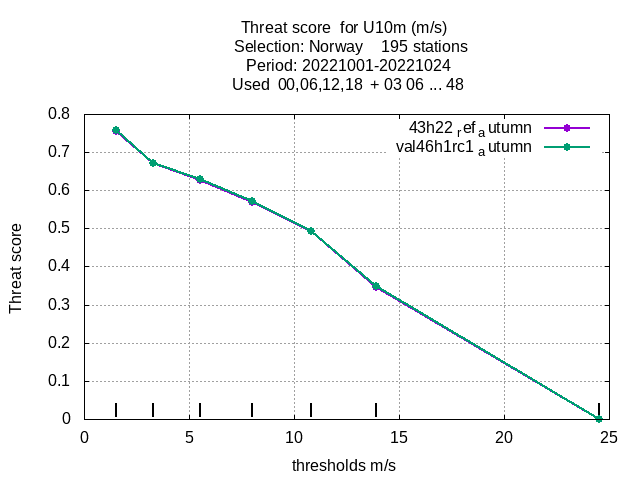 Threat score  for U10m (m/s)
Selection: Norway    195 stations
Period: 20221001-20221024
Used  00,06,12,18  + 03 06 ... 48
43h22 ref autumn
val46h1rc1 autumn
0.8
0.7
0.6
0.5
0.4
0.3
0.2
0.1
0
Threat score
0 5 10 15 20 25
thresholds m/s